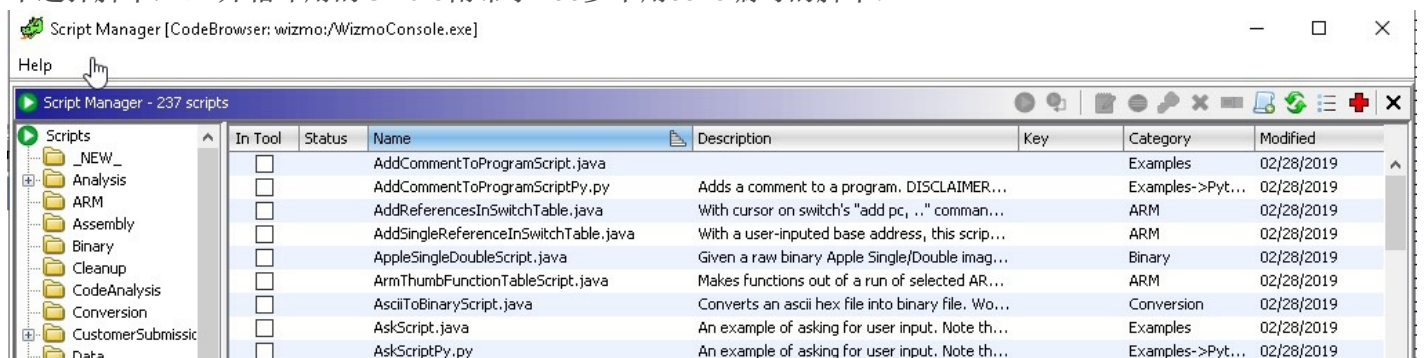 Script Manager [CodeBrowser: wizmo:/WizmoConsole.exe]
Help
Script Manager - 237 scripts
Scripts
_NEW_
Analysis
ARM
Assembly
Binary
Cleanup
CodeAnalysis
Conversion
CustomerSubmissic
Data
In Tool Status Name Description Key Category Modified
AddCommentToProgramScript.java Examples 02/28/2019
AddCommentToProgramScriptPy.py Adds a comment to a program. DISCLAIMER... Examples->Pyt... 02/28/2019
AddReferencesInSwitchTable.java With cursor on switch's "add pc, .." comman... ARM 02/28/2019
AddSingleReferenceInSwitchTable.java With a user-inputed base address, this scrip... ARM 02/28/2019
AppleSingleDoubleScript.java Given a raw binary Apple Single/Double imag... Binary 02/28/2019
ArmThumbFunctionTableScript.java Makes functions out of a run of selected AR... ARM 02/28/2019
AsciiToBinaryScript.java Converts an ascii hex file into binary file. Wo... Conversion 02/28/2019
AskScript.java An example of asking for user input. Note th... Examples 02/28/2019
AskScriptPy.py An example of asking for user input. Note th... Examples->Pyt... 02/28/2019